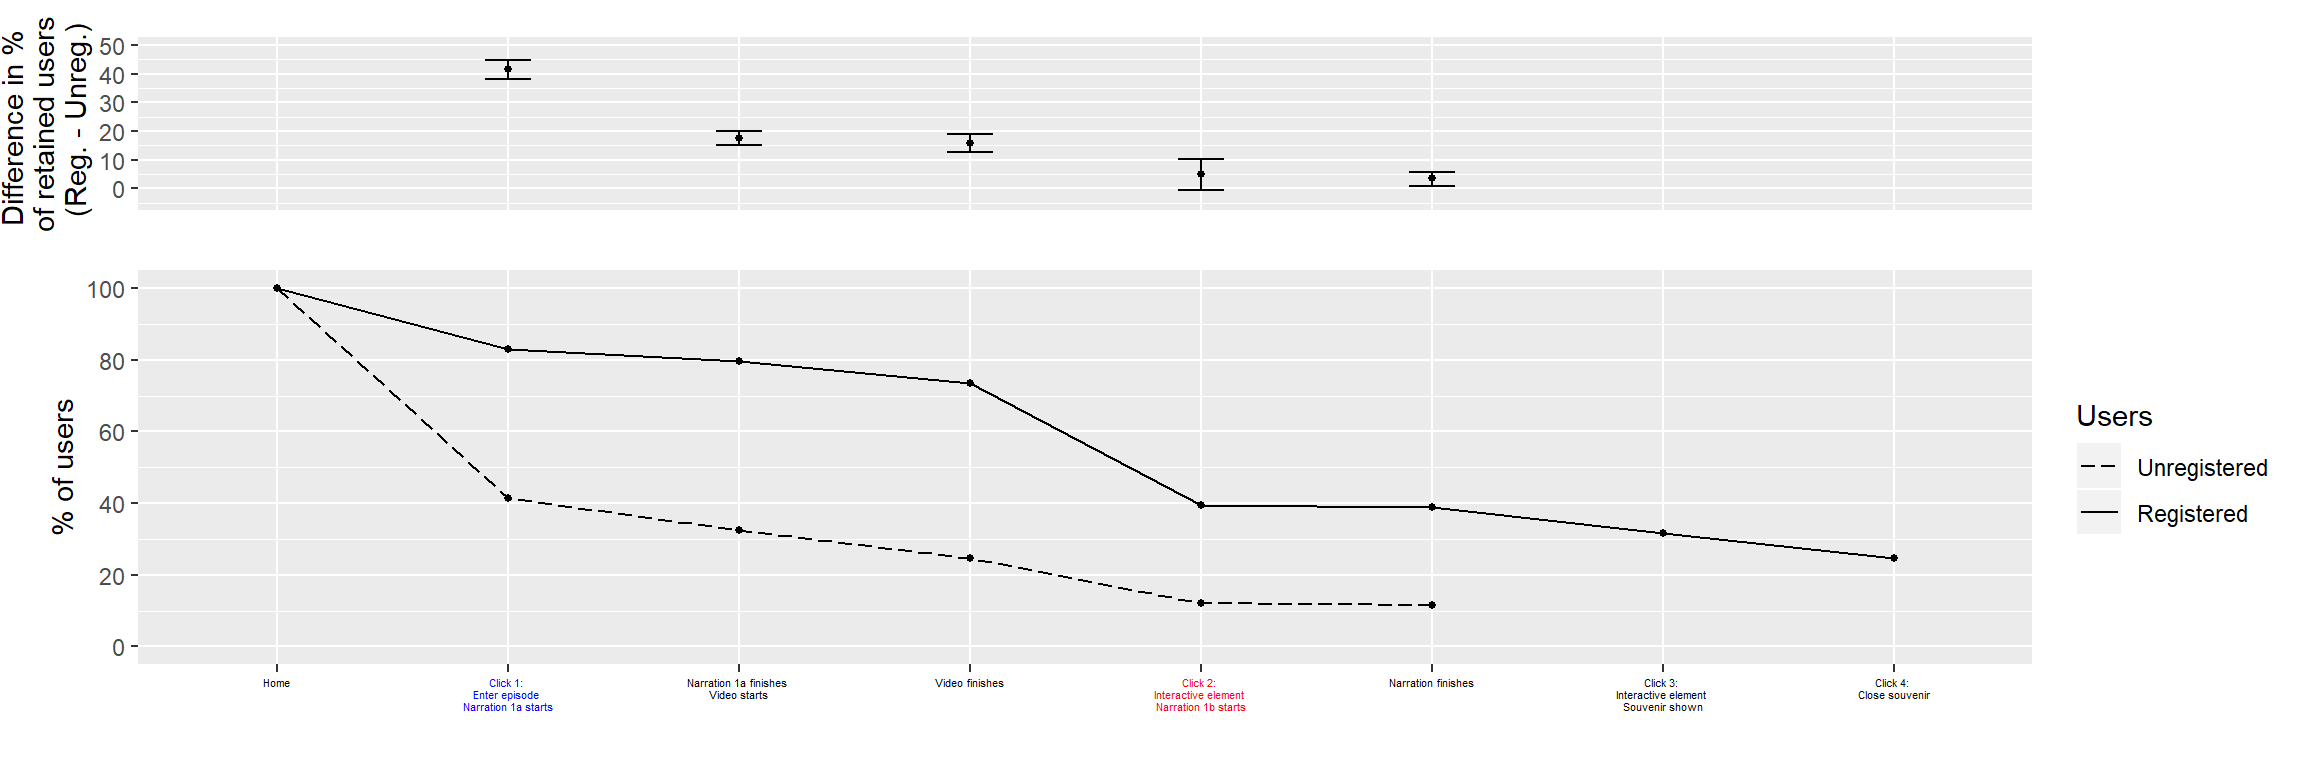 Difference in %
of retained users
(Reg. - Unreg.)
50
40
30
20
10
0
% of users
100
80
60
40
20
0
Home
Click 1:
Enter episode
Narration 1a starts
Narration 1a finishes
Video starts
Video finishes
Click 2:
Interactive element
Narration 1b starts
Narration finishes
Click 3:
Interactive element
Souvenir shown
Click 4:
Close souvenir
Users
Unregistered
Registered